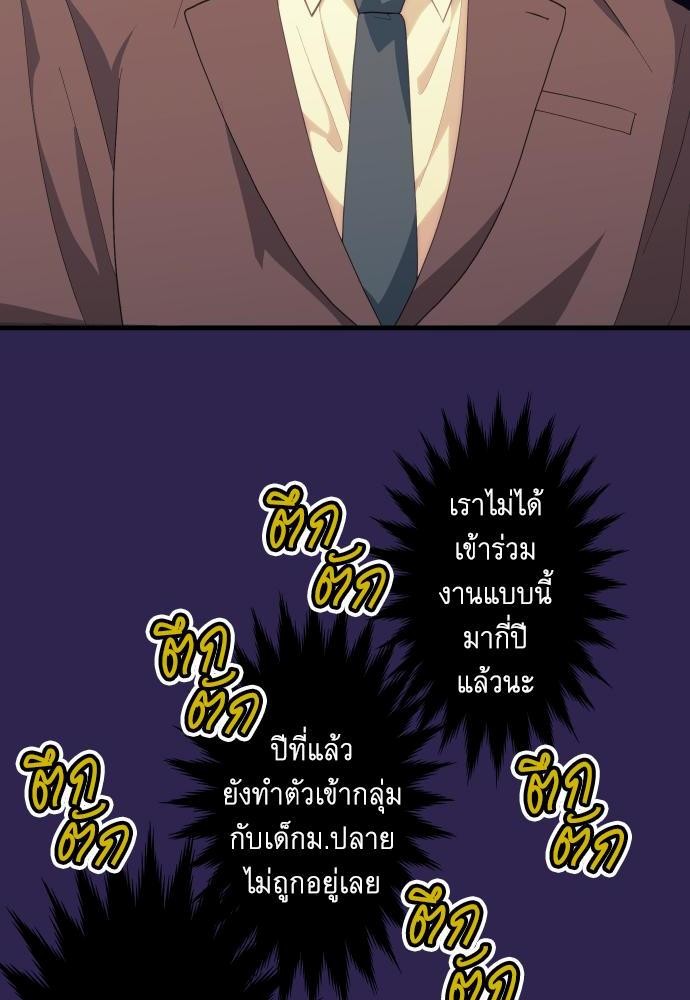 เราไม่ได้
เข้าร่วม
งานแบบนี้
มากี่ปี
แล้วนะ
ตึก
ตัก
ตึก
ตัก
ปีที่แล้ว
ยังทำตัวเข้ากลุ่ม
กับเด็กม.ปลาย
ไม่ถูกอยู่เลย
ตึก
ตัก
ตึก
ตัก
ตึก
ตัก